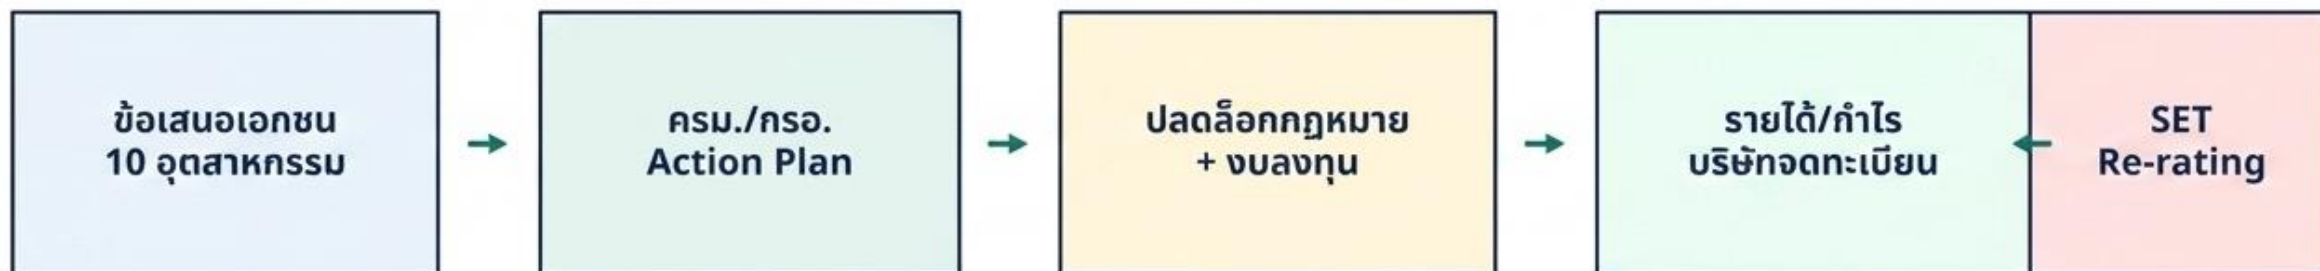 ข้อเสนอเอกชน
10 อุตสาหกรรม
ครม./กรอ.
Action Plan
ปลดล็อกกฎหมาย
+ งบลงทุน
รายได้/กำไร
บริษัทจดทะเบียน
SET
Re-rating